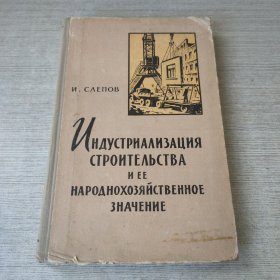 И. СЛЕПОВ
ИНДУСТРИАЛИЗАЦИЯ
СТРОИТЕЛЬСТВА
И ЕЕ
НАРОДНОХОЗЯЙСТВЕННОЕ
ЗНАЧЕНИЕ